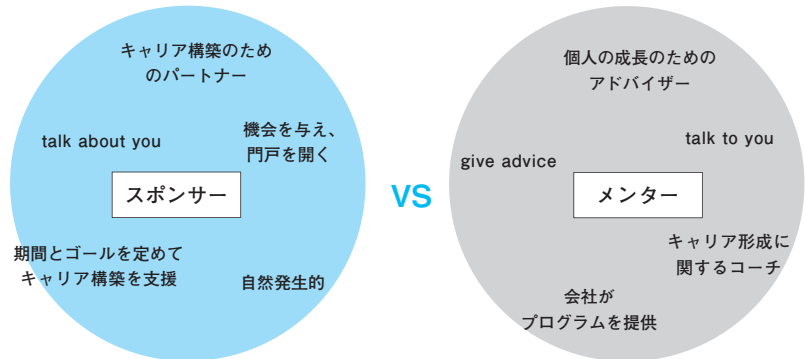 キャリア構築のため
のパートナー
talk about you
機会を与え、
門戸を開く
スポンサー
期間とゴールを定めて
キャリア構築を支援
自然発生的
VS
個人の成長のための
アドバイザー
talk to you
give advice
メンター
キャリア形成に
関するコーチ
会社が
プログラムを提供